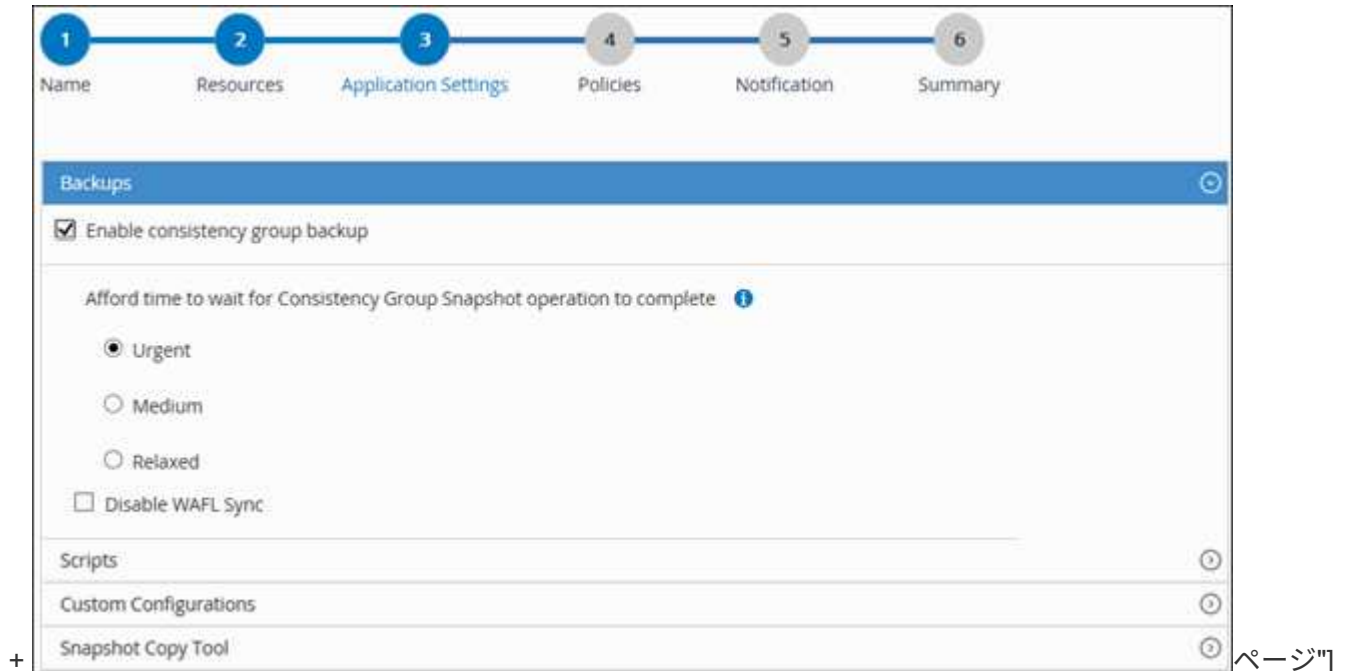 1 2 3 4 5 6
Name Resources Application Settings Policies Notification Summary
Backups
Enable consistency group backup
Afford time to wait for Consistency Group Snapshot operation to complete i
Urgent
Medium
Relaxed
Disable WAFL Sync
Scripts
Custom Configurations
Snapshot Copy Tool
+ ページ"]